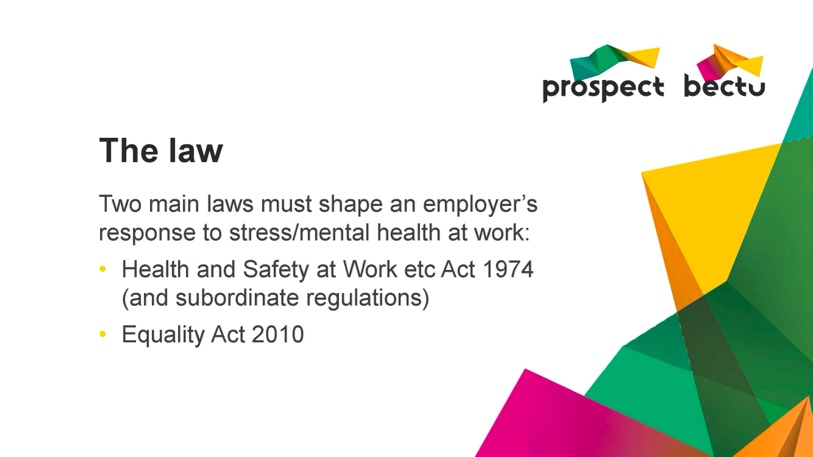 prospect bectu
The law
Two main laws must shape an employer’s
response to stress/mental health at work:
• Health and Safety at Work etc Act 1974
(and subordinate regulations)
• Equality Act 2010